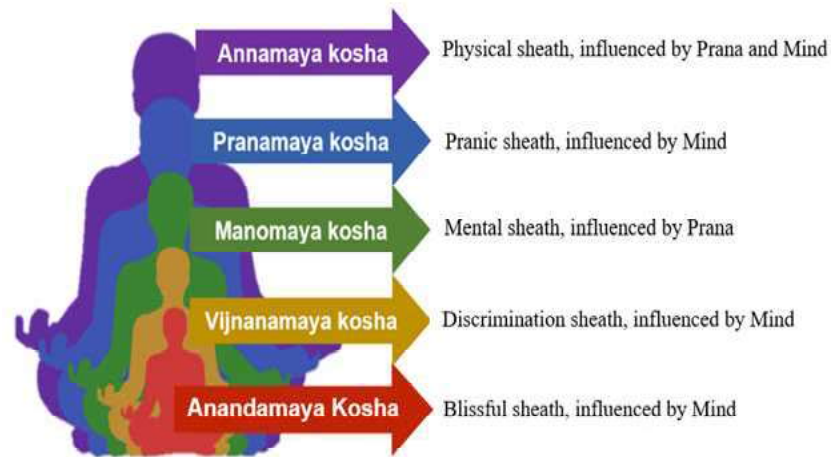 Annamaya kosha Physical sheath, influenced by Prana and Mind
Pranamaya kosha Pranic sheath, influenced by Mind
Manomaya kosha Mental sheath, influenced by Prana
Vijnanamaya kosha Discrimination sheath, influenced by Mind
Anandamaya Kosha Blissful sheath, influenced by Mind